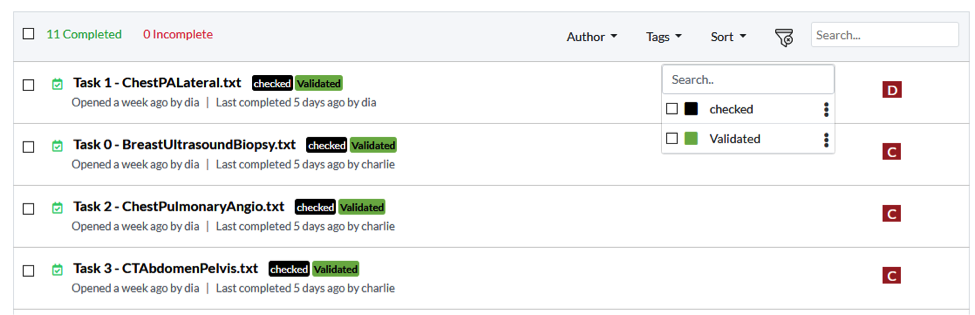 11 Completed 0 Incomplete Author Tags Sort Search...
Task 1 - ChestPALateral.txt checked Validated
Opened a week ago by dia | Last completed 5 days ago by dia
D
Search..
checked
Validated
Task 0 - BreastUltrasoundBiopsy.txt checked Validated
Opened a week ago by dia | Last completed 5 days ago by charlie
C
Task 2 - ChestPulmonaryAngio.txt checked Validated
Opened a week ago by dia | Last completed 5 days ago by charlie
C
Task 3 - CTAbdomenPelvis.txt checked Validated
Opened a week ago by dia | Last completed 5 days ago by charlie
C